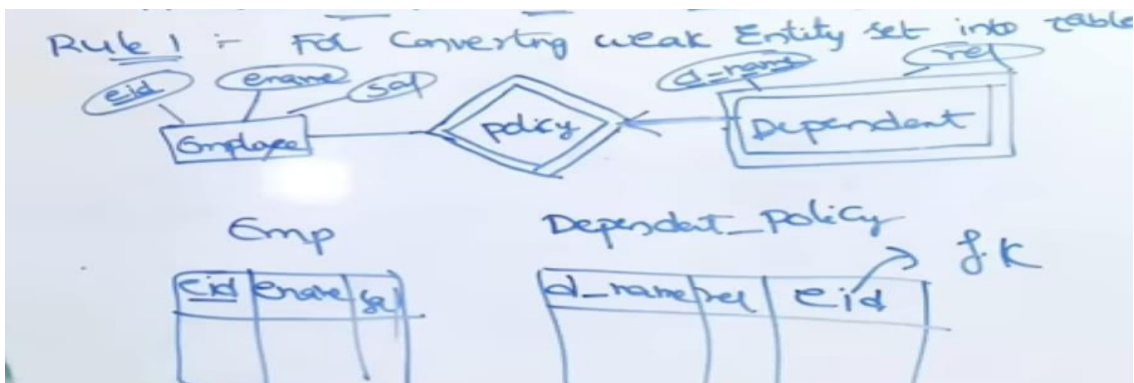 Rule 1 :- For Converting weak Entity set into table
eid ename sal d_name rel
Employee policy Dependent
Emp Dependent_policy
f.k
eid ename sal d_name rel eid